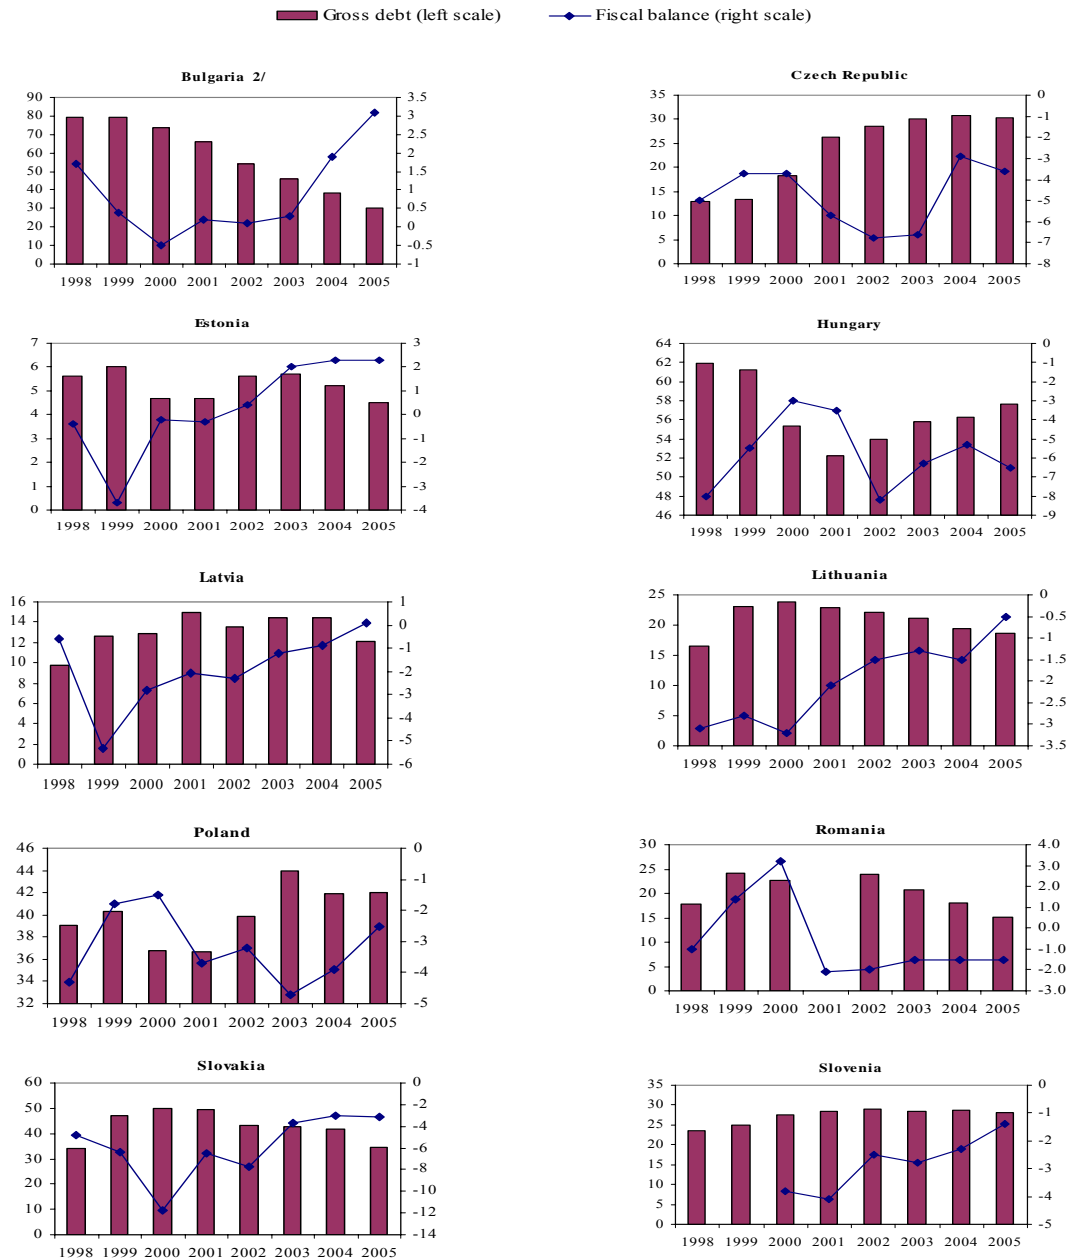 Gross debt (left scale) Fiscal balance (right scale)
Bulgaria 2/
90 80 70 60 50 40 30 20 10 0
3.5 3 2.5 2 1.5 1 0.5 0 -0.5 -1
1998 1999 2000 2001 2002 2003 2004 2005
Czech Republic
35 30 25 20 15 10 5 0
0 -1 -2 -3 -4 -5 -6 -7 -8
1998 1999 2000 2001 2002 2003 2004 2005
Estonia
7 6 5 4 3 2 1 0
3 2 1 0 -1 -2 -3 -4
1998 1999 2000 2001 2002 2003 2004 2005
Hungary
64 62 60 58 56 54 52 50 48 46
0 -1 -2 -3 -4 -5 -6 -7 -8 -9
1998 1999 2000 2001 2002 2003 2004 2005
Latvia
16 14 12 10 8 6 4 2 0
1 0 -1 -2 -3 -4 -5 -6
1998 1999 2000 2001 2002 2003 2004 2005
Lithuania
25 20 15 10 5 0
0 -0.5 -1 -1.5 -2 -2.5 -3 -3.5
1998 1999 2000 2001 2002 2003 2004 2005
Poland
46 44 42 40 38 36 34 32
0 -1 -2 -3 -4 -5
1998 1999 2000 2001 2002 2003 2004 2005
Romania
30 25 20 15 10 5 0
4.0 3.0 2.0 1.0 0.0 -1.0 -2.0 -3.0
1998 1999 2000 2001 2002 2003 2004 2005
Slovakia
60 50 40 30 20 10 0
0 -2 -4 -6 -8 -10 -12 -14
1998 1999 2000 2001 2002 2003 2004 2005
Slovenia
35 30 25 20 15 10 5 0
0 -1 -2 -3 -4 -5
1998 1999 2000 2001 2002 2003 2004 2005